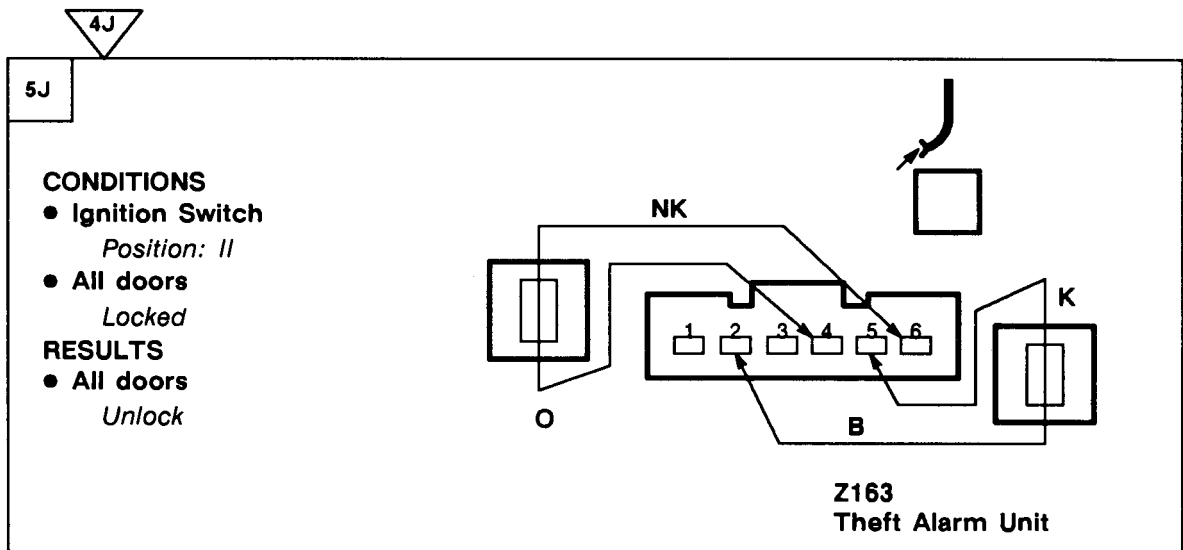 4J
5J
CONDITIONS
● Ignition Switch
Position: II
● All doors
Locked
RESULTS
● All doors
Unlock
NK
K
1 2 3 4 5 6
O
B
Z163
Theft Alarm Unit